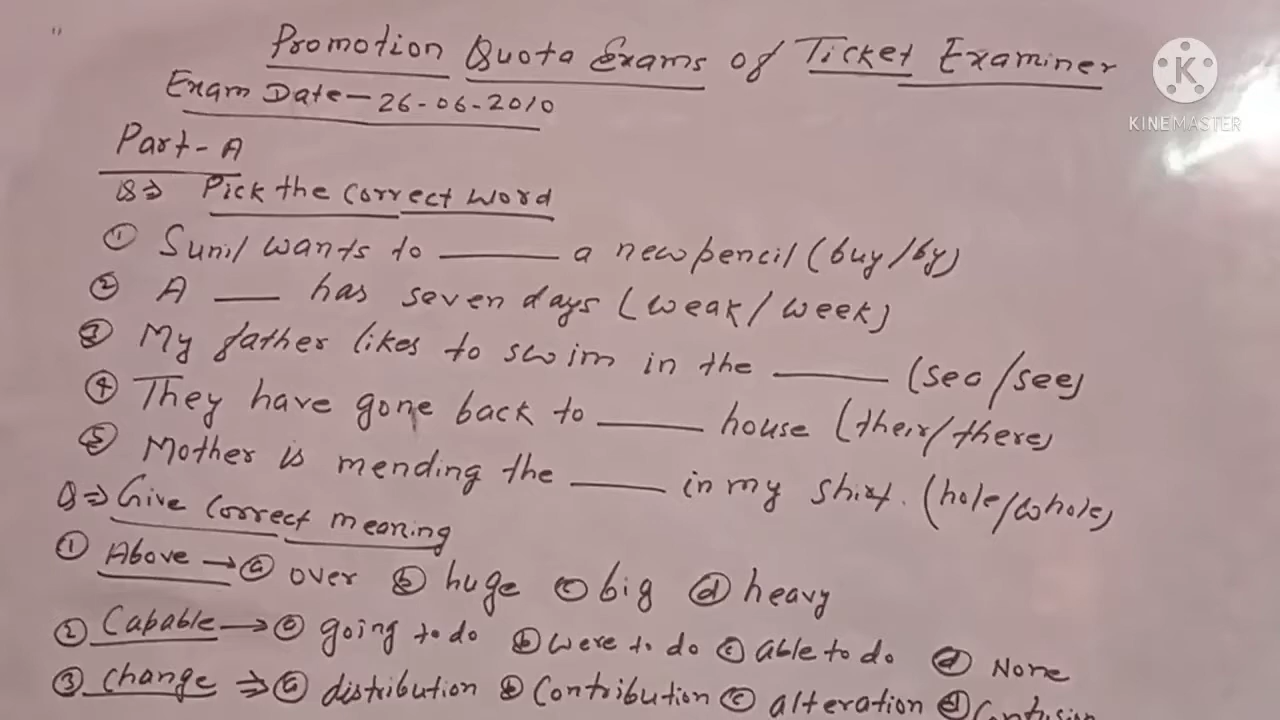 Promotion Quota Exams of Ticket Examiner
Exam Date - 26-06-2010
Part - A
Q⇒ Pick the correct word
① Sunil wants to ______ a new pencil (buy/by)
② A ___ has seven days (weak/week)
③ My father likes to swim in the ______ (sea/see)
④ They have gone back to ______ house (their/there)
⑤ Mother is mending the _____ in my shirt. (hole/whole)
Q⇒ Give correct meaning
① Above → ⓐ over ⓑ huge ⓒ big ⓓ heavy
② Capable → ⓐ going to do ⓑ were to do ⓒ able to do ⓓ None
③ Change ⇒ ⓐ distribution ⓑ Contribution ⓒ alteration ⓓ Confusion
K
KINEMASTER